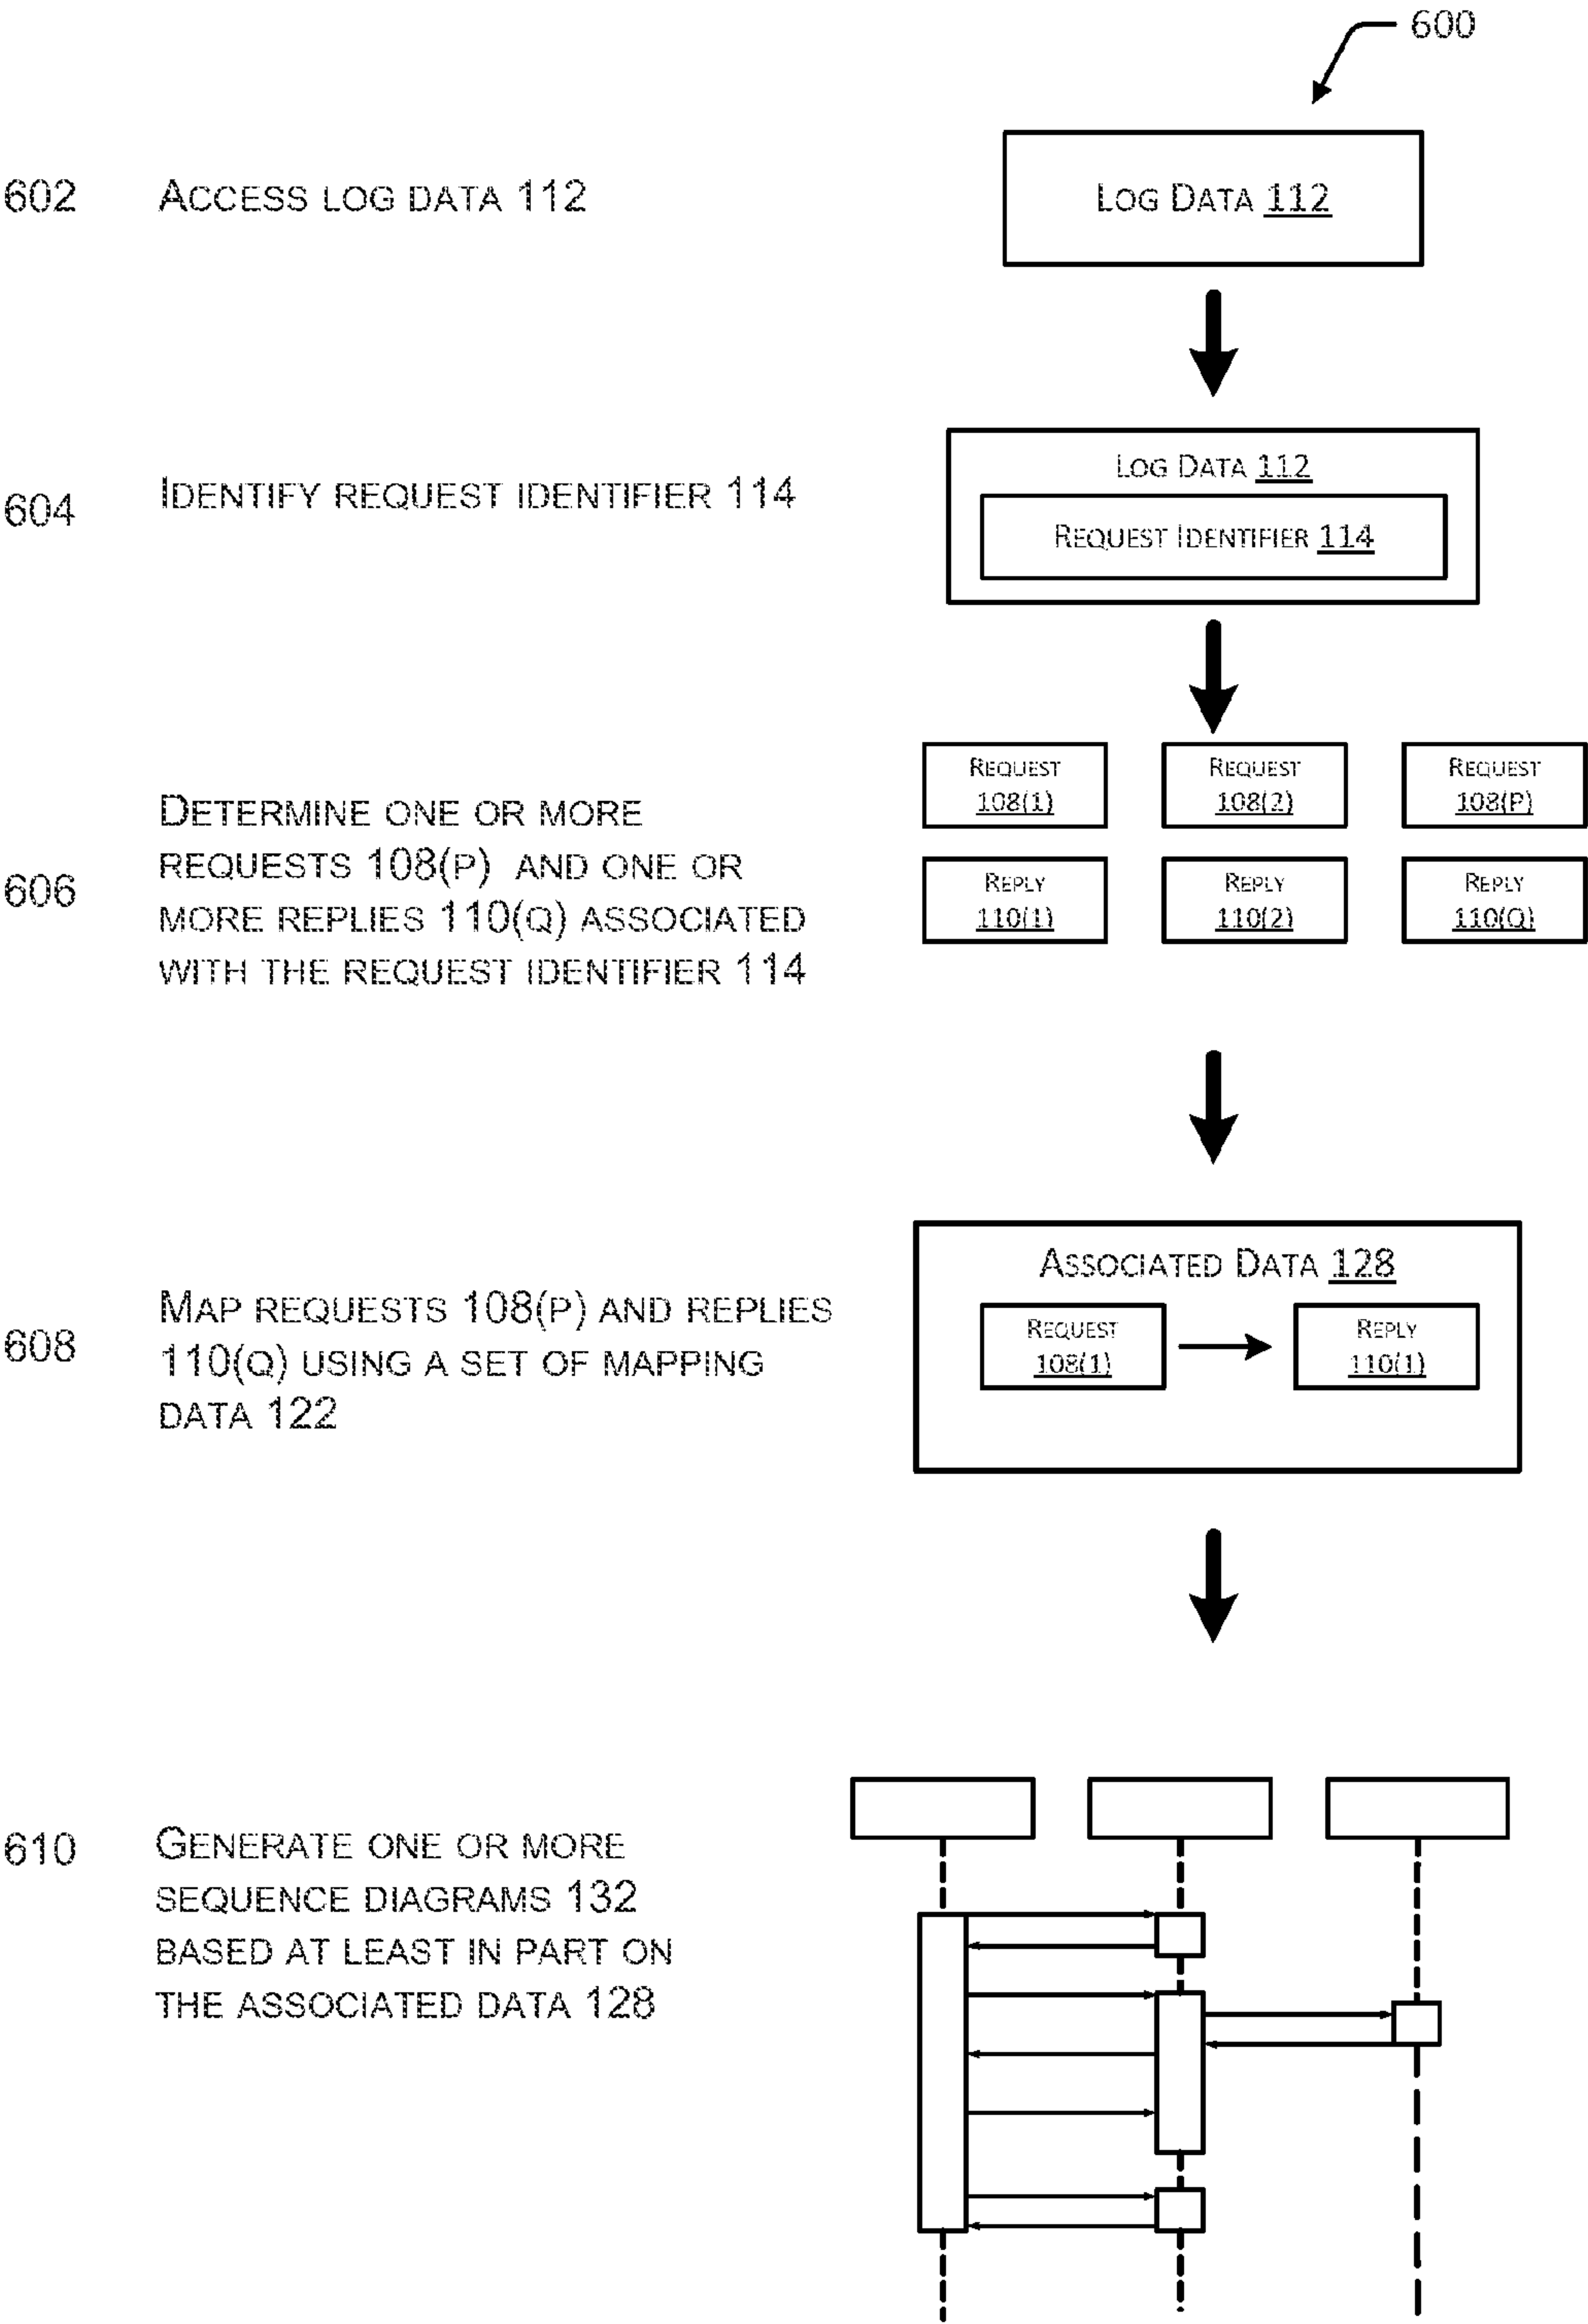 600
602 ACCESS LOG DATA 112
LOG DATA 112
604 IDENTIFY REQUEST IDENTIFIER 114
LOG DATA 112
REQUEST IDENTIFIER 114
606 DETERMINE ONE OR MORE
REQUESTS 108(P) AND ONE OR
MORE REPLIES 110(Q) ASSOCIATED
WITH THE REQUEST IDENTIFIER 114
REQUEST
108(1)
REQUEST
108(2)
REQUEST
108(P)
REPLY
110(1)
REPLY
110(2)
REPLY
110(Q)
608 MAP REQUESTS 108(P) AND REPLIES
110(Q) USING A SET OF MAPPING
DATA 122
ASSOCIATED DATA 128
REQUEST
108(1)
REPLY
110(1)
610 GENERATE ONE OR MORE
SEQUENCE DIAGRAMS 132
BASED AT LEAST IN PART ON
THE ASSOCIATED DATA 128